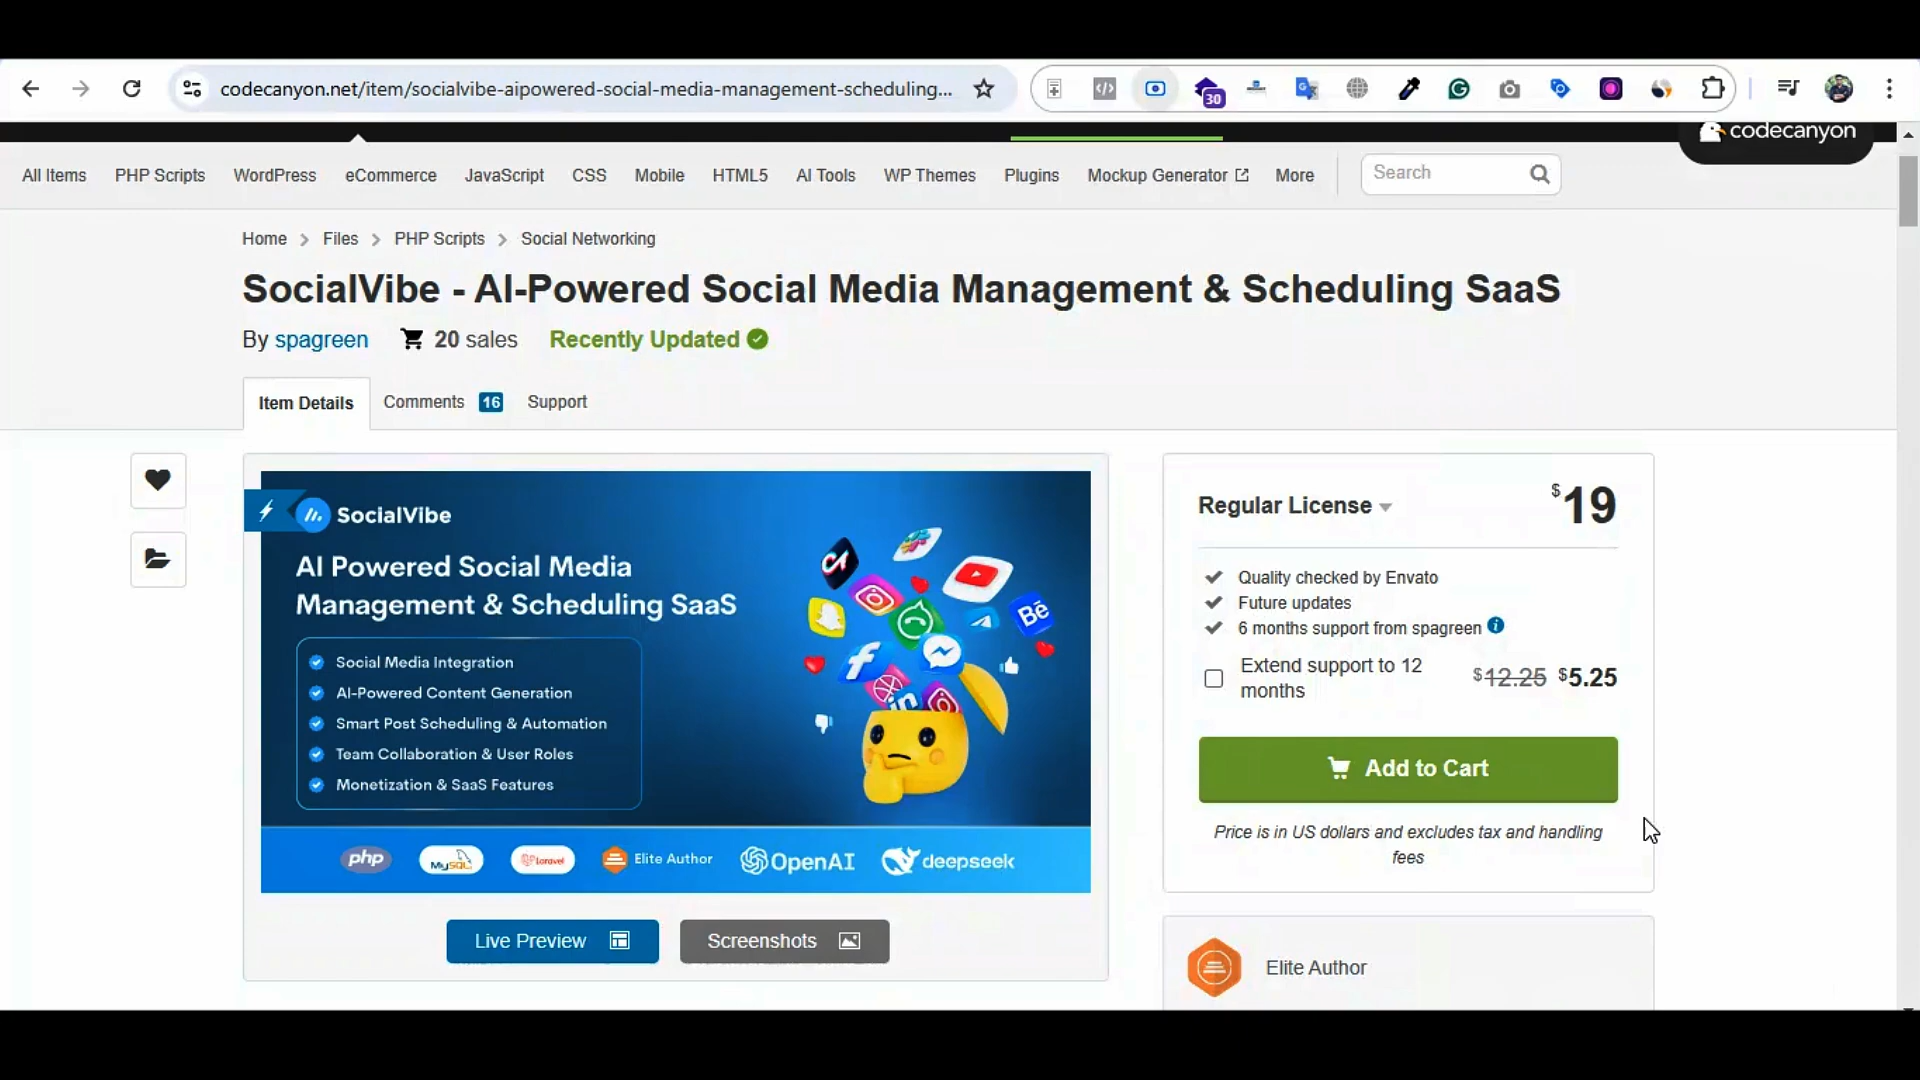 codecanyon.net/item/socialvibe-aipowered-social-media-management-scheduling...
30
codecanyon
All Items PHP Scripts WordPress eCommerce JavaScript CSS Mobile HTML5 AI Tools WP Themes Plugins Mockup Generator More Search
Home Files PHP Scripts Social Networking
SocialVibe - AI-Powered Social Media Management & Scheduling SaaS
By spagreen 20 sales Recently Updated
Item Details Comments 16 Support
SocialVibe
AI Powered Social Media
Management & Scheduling SaaS
Social Media Integration
AI-Powered Content Generation
Smart Post Scheduling & Automation
Team Collaboration & User Roles
Monetization & SaaS Features
Bē
in
php MySQL Laravel Elite Author OpenAI deepseek
Live Preview Screenshots
Regular License $19
Quality checked by Envato
Future updates
6 months support from spagreen
Extend support to 12 $12.25 $5.25
months
Add to Cart
Price is in US dollars and excludes tax and handling
fees
Elite Author